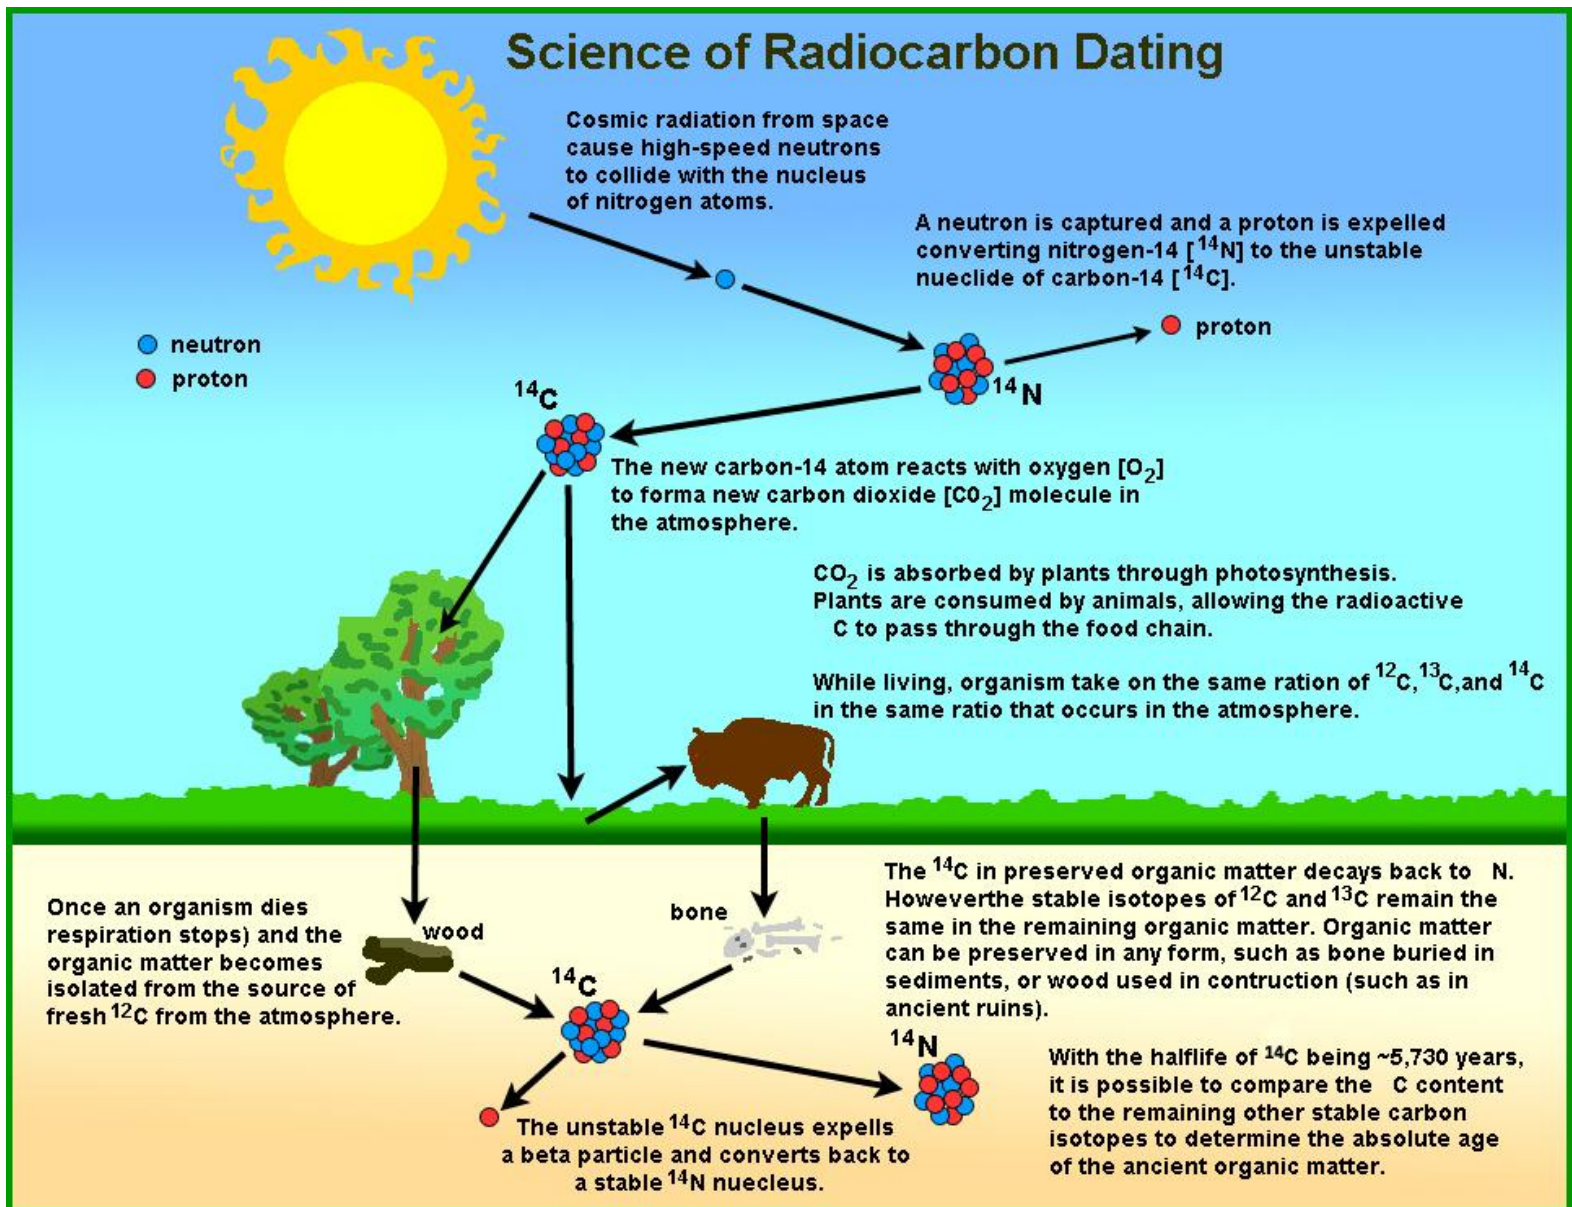 Science of Radiocarbon Dating
Cosmic radiation from space
cause high-speed neutrons
to collide with the nucleus
of nitrogen atoms.
A neutron is captured and a proton is expelled
converting nitrogen-14 [¹⁴N] to the unstable
nueclide of carbon-14 [¹⁴C].
proton
neutron
proton
¹⁴C
¹⁴N
The new carbon-14 atom reacts with oxygen [O₂]
to forma new carbon dioxide [C0₂] molecule in
the atmosphere.
CO₂ is absorbed by plants through photosynthesis.
Plants are consumed by animals, allowing the radioactive
C to pass through the food chain.
While living, organism take on the same ration of ¹²C,¹³C,and ¹⁴C
in the same ratio that occurs in the atmosphere.
Once an organism dies
respiration stops) and the
organic matter becomes
isolated from the source of
fresh ¹²C from the atmosphere.
wood
bone
The ¹⁴C in preserved organic matter decays back to N.
Howeverthe stable isotopes of ¹²C and ¹³C remain the
same in the remaining organic matter. Organic matter
can be preserved in any form, such as bone buried in
sediments, or wood used in contruction (such as in
ancient ruins).
¹⁴C
¹⁴N
The unstable ¹⁴C nucleus expells
a beta particle and converts back to
a stable ¹⁴N nuecleus.
With the halflife of ¹⁴C being ~5,730 years,
it is possible to compare the C content
to the remaining other stable carbon
isotopes to determine the absolute age
of the ancient organic matter.